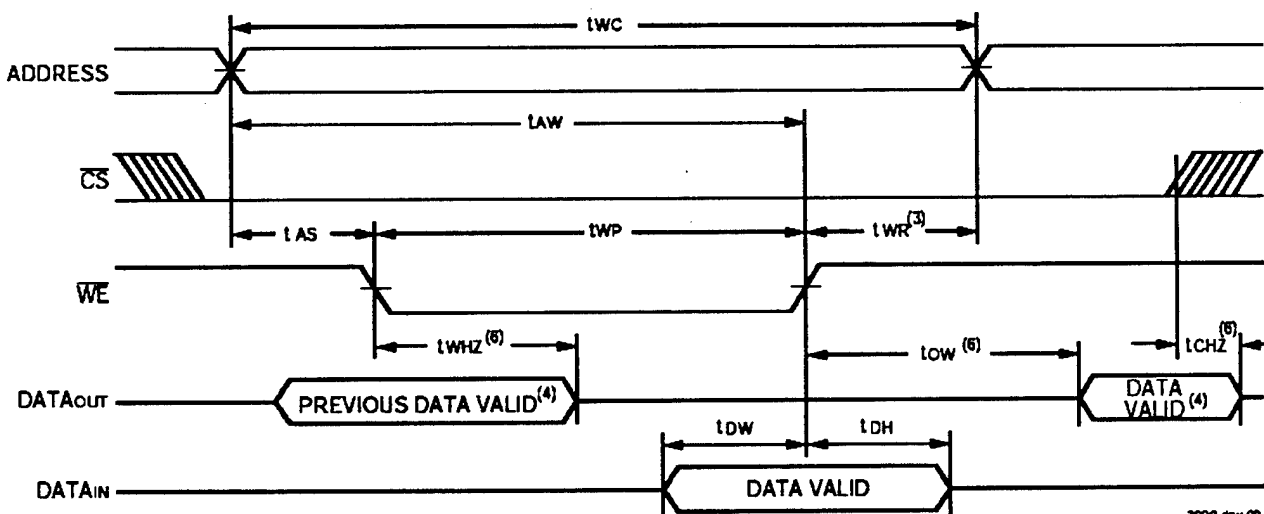 tWC
ADDRESS
tAW
CS
tAS tWP tWR(3)
WE
tWHZ(6) tOW(6) tCHZ(6)
DATAOUT PREVIOUS DATA VALID(4) DATA VALID(4)
tDW tDH
DATAIN DATA VALID